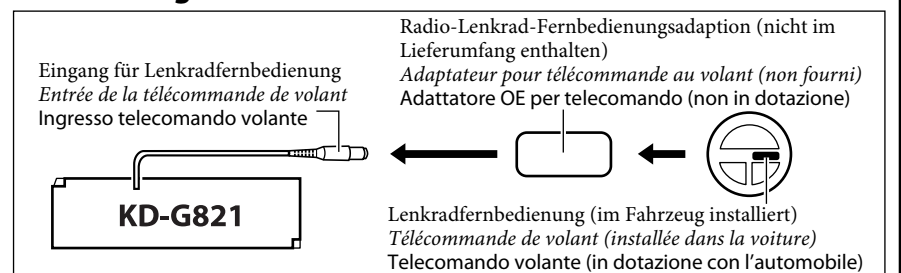 Radio-Lenkrad-Fernbedienungsadaption (nicht im
Lieferumfang enthalten)
Adaptateur pour télécommande au volant (non fourni)
Adattatore OE per telecomando (non in dotazione)
Eingang für Lenkradfernbedienung
Entrée de la télécommande de volant
Ingresso telecomando volante
KD-G821
Lenkradfernbedienung (im Fahrzeug installiert)
Télécommande de volant (installée dans la voiture)
Telecomando volante (in dotazione con l'automobile)